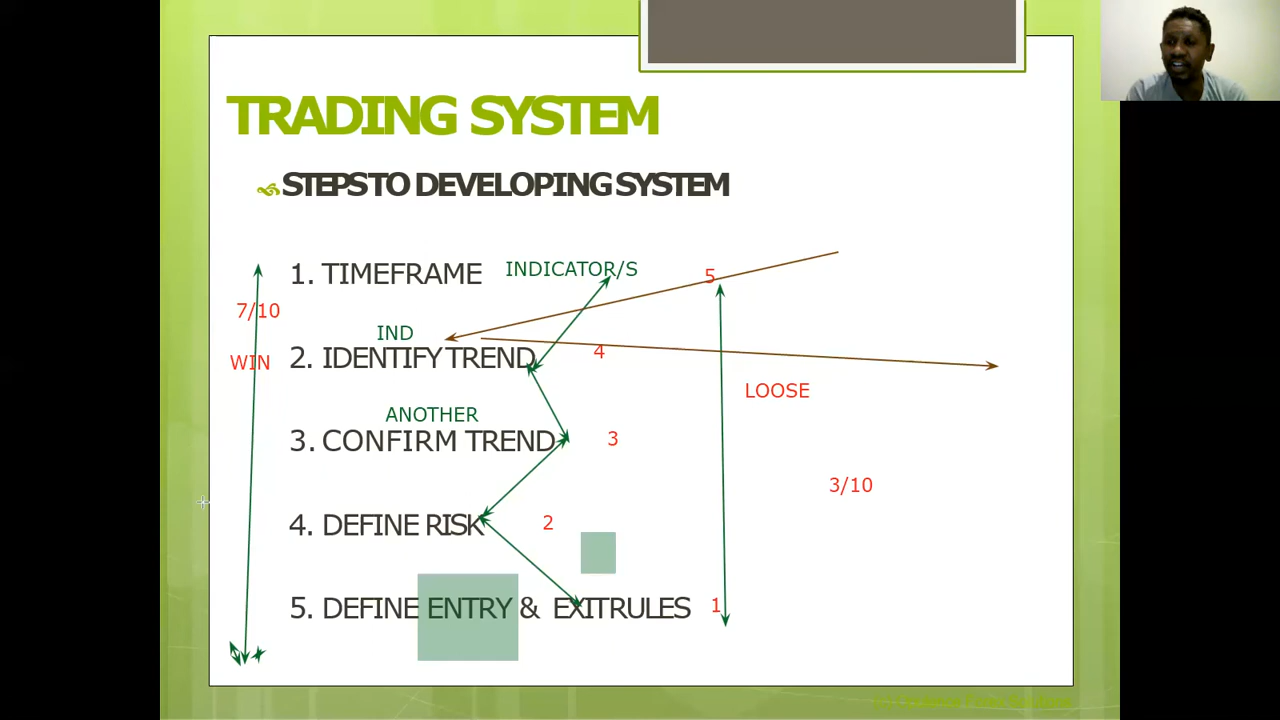 TRADING SYSTEM
STEPS TO DEVELOPING SYSTEM
1. TIMEFRAME
INDICATOR/S
5
7/10
IND
WIN
2. IDENTIFY TREND
4
LOOSE
ANOTHER
3. CONFIRM TREND
3
3/10
4. DEFINE RISK
2
5. DEFINE ENTRY & EXIT RULES
1